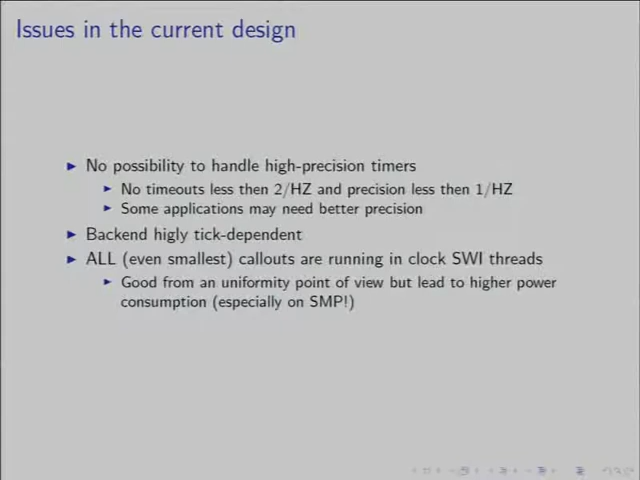 Issues in the current design
No possibility to handle high-precision timers
No timeouts less then 2/HZ and precision less then 1/HZ
Some applications may need better precision
Backend higly tick-dependent
ALL (even smallest) callouts are running in clock SWI threads
Good from an uniformity point of view but lead to higher power
consumption (especially on SMP!)